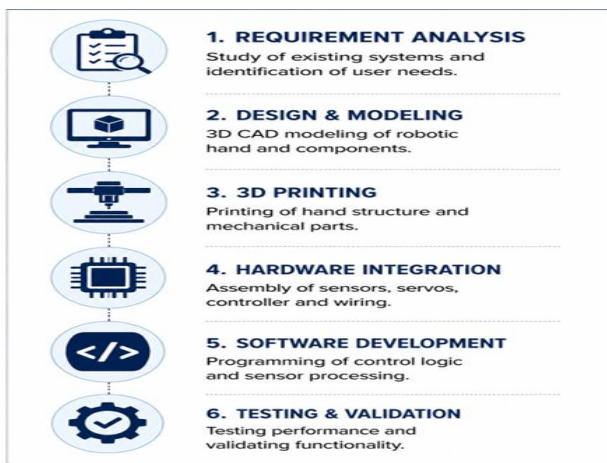 1. REQUIREMENT ANALYSIS
Study of existing systems and
identification of user needs.
2. DESIGN & MODELING
3D CAD modeling of robotic
hand and components.
3. 3D PRINTING
Printing of hand structure and
mechanical parts.
4. HARDWARE INTEGRATION
Assembly of sensors, servos,
controller and wiring.
</>
5. SOFTWARE DEVELOPMENT
Programming of control logic
and sensor processing.
6. TESTING & VALIDATION
Testing performance and
validating functionality.